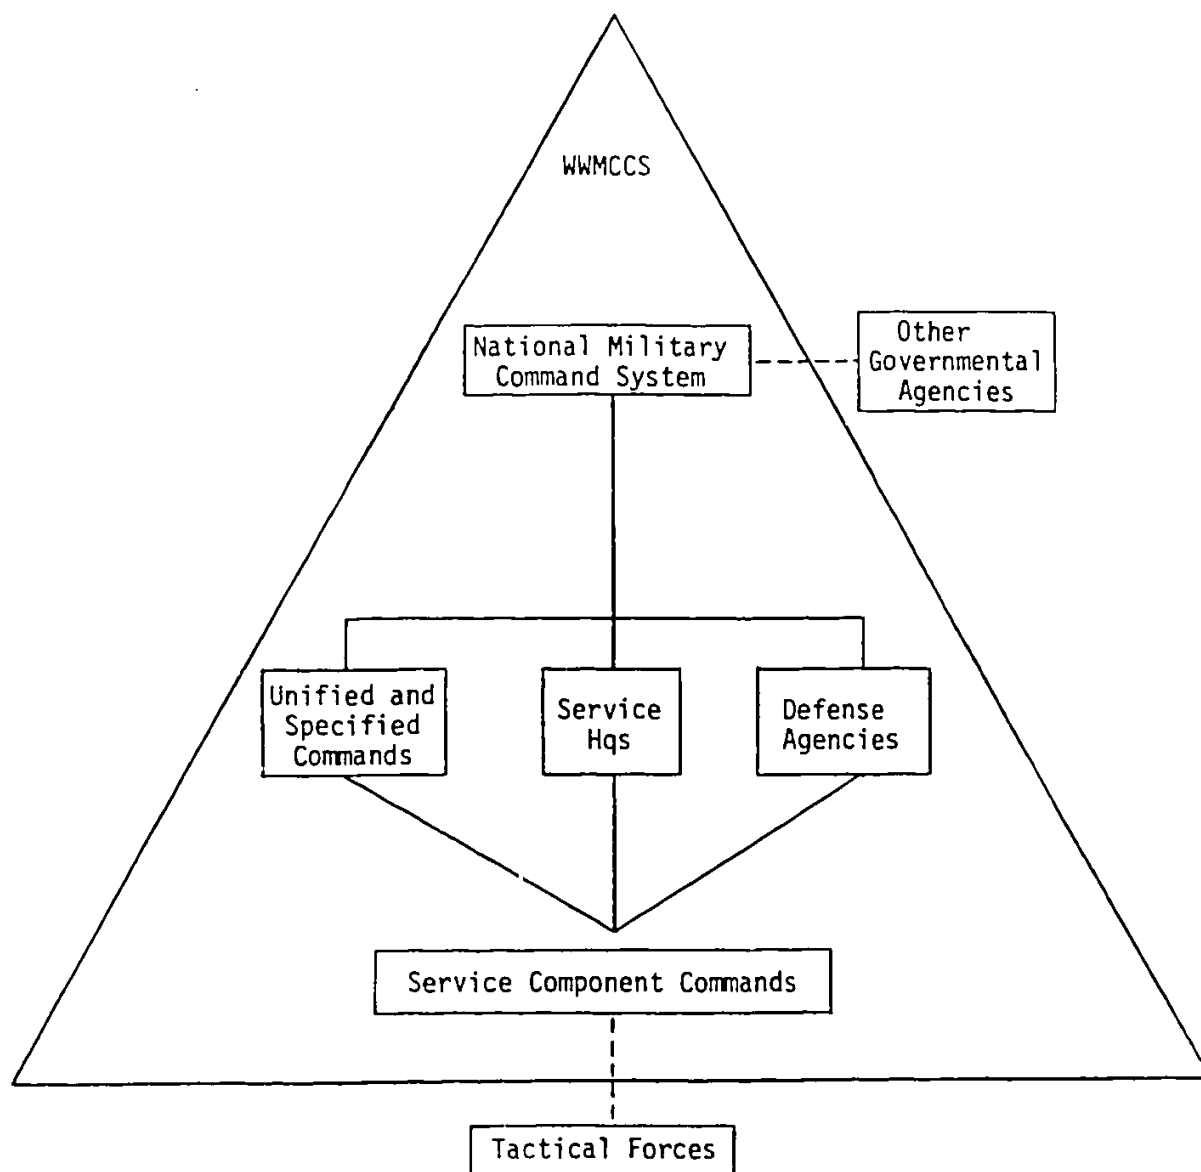 WWMCCS
National Military
Command System
Other
Governmental
Agencies
Unified and
Specified
Commands
Service
Hqs
Defense
Agencies
Service Component Commands
Tactical Forces